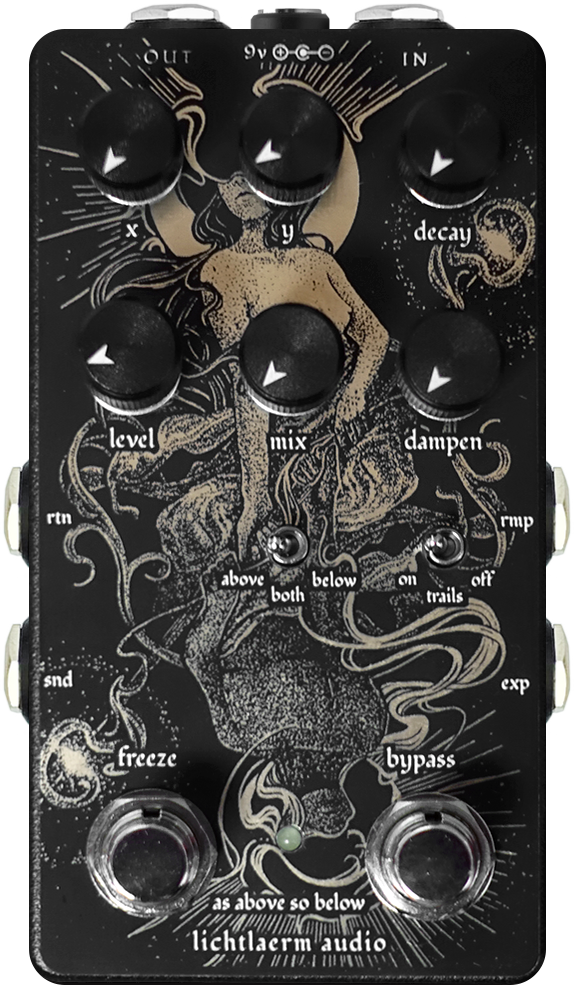 OUT 9v IN
x y decay
level mix dampen
rtn rmp
above below on off
both trails
snd exp
freeze bypass
as above so below
lichtlaerm audio